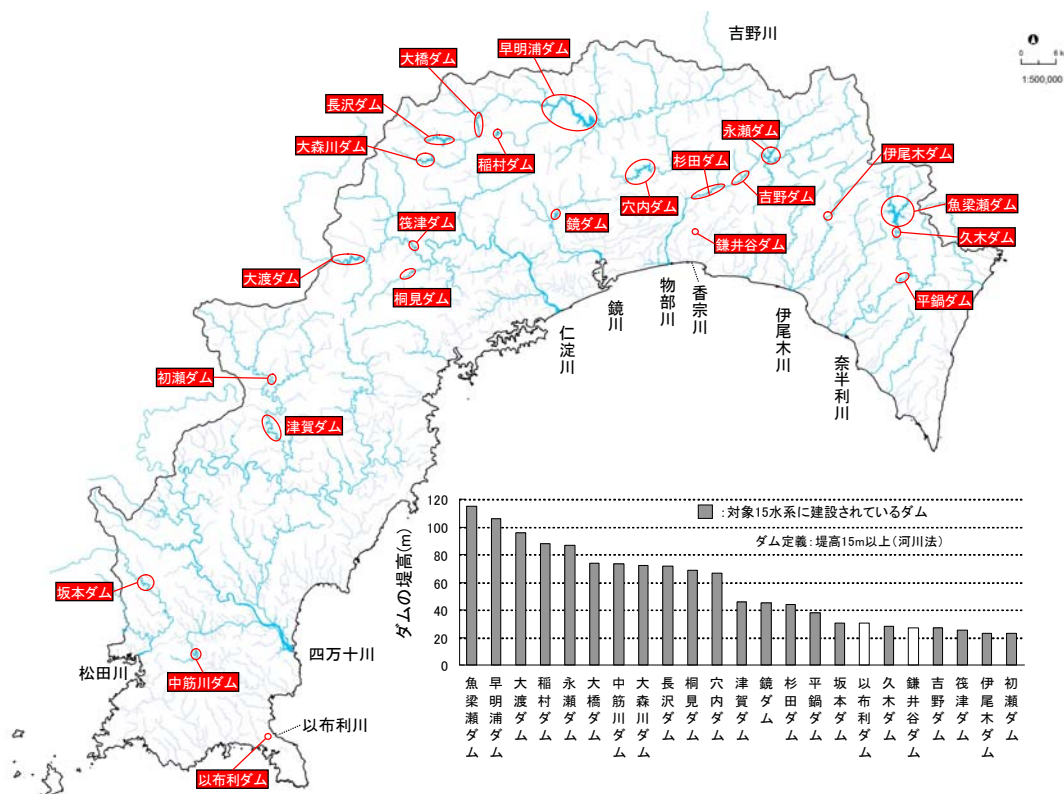 吉野川
0 6 k
1:500,000
早明浦ダム
大橋ダム
長沢ダム
大森川ダム
稲村ダム
永瀬ダム
杉田ダム
伊尾木ダム
穴内ダム
吉野ダム
魚梁瀬ダム
筏津ダム
鏡ダム
鎌井谷ダム
久木ダム
大渡ダム
桐見ダム
平鍋ダム
鏡川
物部川
香宗川
仁淀川
伊尾木川
奈半利川
初瀬ダム
津賀ダム
坂本ダム
松田川
中筋川ダム
四万十川
以布利川
以布利ダム
ダムの堤高(m)
120
100
80
60
40
20
0
:対象15水系に建設されているダム
ダム定義:堤高15m以上(河川法)
魚梁瀬ダム
早明浦ダム
大渡ダム
稲村ダム
永瀬ダム
大橋ダム
中筋川ダム
大森川ダム
長沢ダム
桐見ダム
穴内ダム
津賀ダム
鏡ダム
杉田ダム
平鍋ダム
坂本ダム
以布利ダム
久木ダム
鎌井谷ダム
吉野ダム
筏津ダム
伊尾木ダム
初瀬ダム